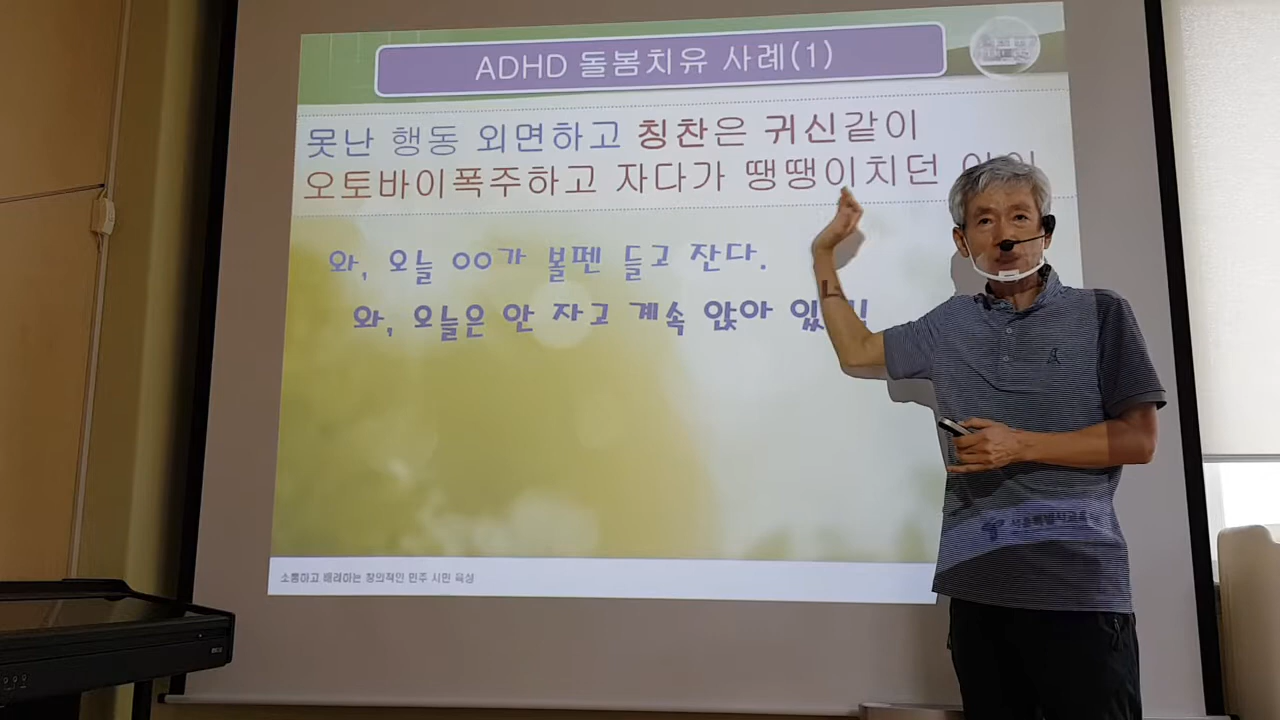 ADHD 돌봄치유 사례(1)
못난 행동 외면하고 칭찬은 귀신같이
오토바이폭주하고 자다가 땡땡이치던
와, 오늘 OO가 볼펜 들고 잔다.
와, 오늘은 안 자고 계속 앉아
소통하고 배려하는 창의적인 민주 시민 육성